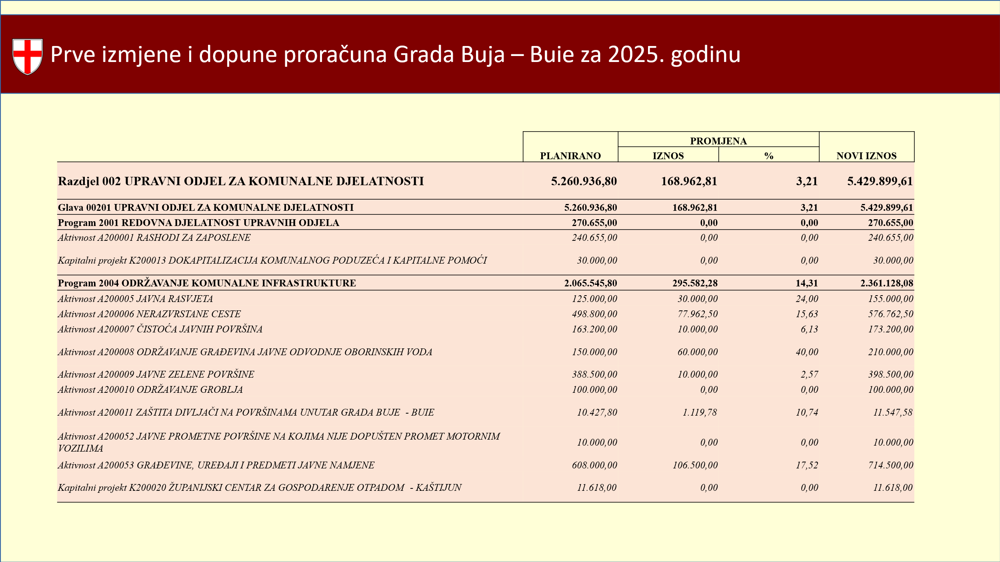 Prve izmjene i dopune proračuna Grada Buja – Buie za 2025. godinu
PLANIRANO PROMJENA NOVI IZNOS
IZNOS %
Razdjel 002 UPRAVNI ODJEL ZA KOMUNALNE DJELATNOSTI 5.260.936,80 168.962,81 3,21 5.429.899,61
Glava 00201 UPRAVNI ODJEL ZA KOMUNALNE DJELATNOSTI 5.260.936,80 168.962,81 3,21 5.429.899,61
Program 2001 REDOVNA DJELATNOST UPRAVNIH ODJELA 270.655,00 0,00 0,00 270.655,00
Aktivnost A200001 RASHODI ZA ZAPOSLENE 240.655,00 0,00 0,00 240.655,00
Kapitalni projekt K200013 DOKAPITALIZACIJA KOMUNALNOG PODUZEĆA I KAPITALNE POMOĆI 30.000,00 0,00 0,00 30.000,00
Program 2004 ODRŽAVANJE KOMUNALNE INFRASTRUKTURE 2.065.545,80 295.582,28 14,31 2.361.128,08
Aktivnost A200005 JAVNA RASVJETA 125.000,00 30.000,00 24,00 155.000,00
Aktivnost A200006 NERAZVRSTANE CESTE 498.800,00 77.962,50 15,63 576.762,50
Aktivnost A200007 ČISTOĆA JAVNIH POVRŠINA 163.200,00 10.000,00 6,13 173.200,00
Aktivnost A200008 ODRŽAVANJE GRAĐEVINA JAVNE ODVODNJE OBORINSKIH VODA 150.000,00 60.000,00 40,00 210.000,00
Aktivnost A200009 JAVNE ZELENE POVRŠINE 388.500,00 10.000,00 2,57 398.500,00
Aktivnost A200010 ODRŽAVANJE GROBLJA 100.000,00 0,00 0,00 100.000,00
Aktivnost A200011 ZAŠTITA DIVLJAČI NA POVRŠINAMA UNUTAR GRADA BUJE - BUIE 10.427,80 1.119,78 10,74 11.547,58
Aktivnost A200052 JAVNE PROMETNE POVRŠINE NA KOJIMA NIJE DOPUŠTEN PROMET MOTORNIM
VOZILIMA 10.000,00 0,00 0,00 10.000,00
Aktivnost A200053 GRAĐEVINE, UREĐAJI I PREDMETI JAVNE NAMJENE 608.000,00 106.500,00 17,52 714.500,00
Kapitalni projekt K200020 ŽUPANIJSKI CENTAR ZA GOSPODARENJE OTPADOM - KAŠTIJUN 11.618,00 0,00 0,00 11.618,00